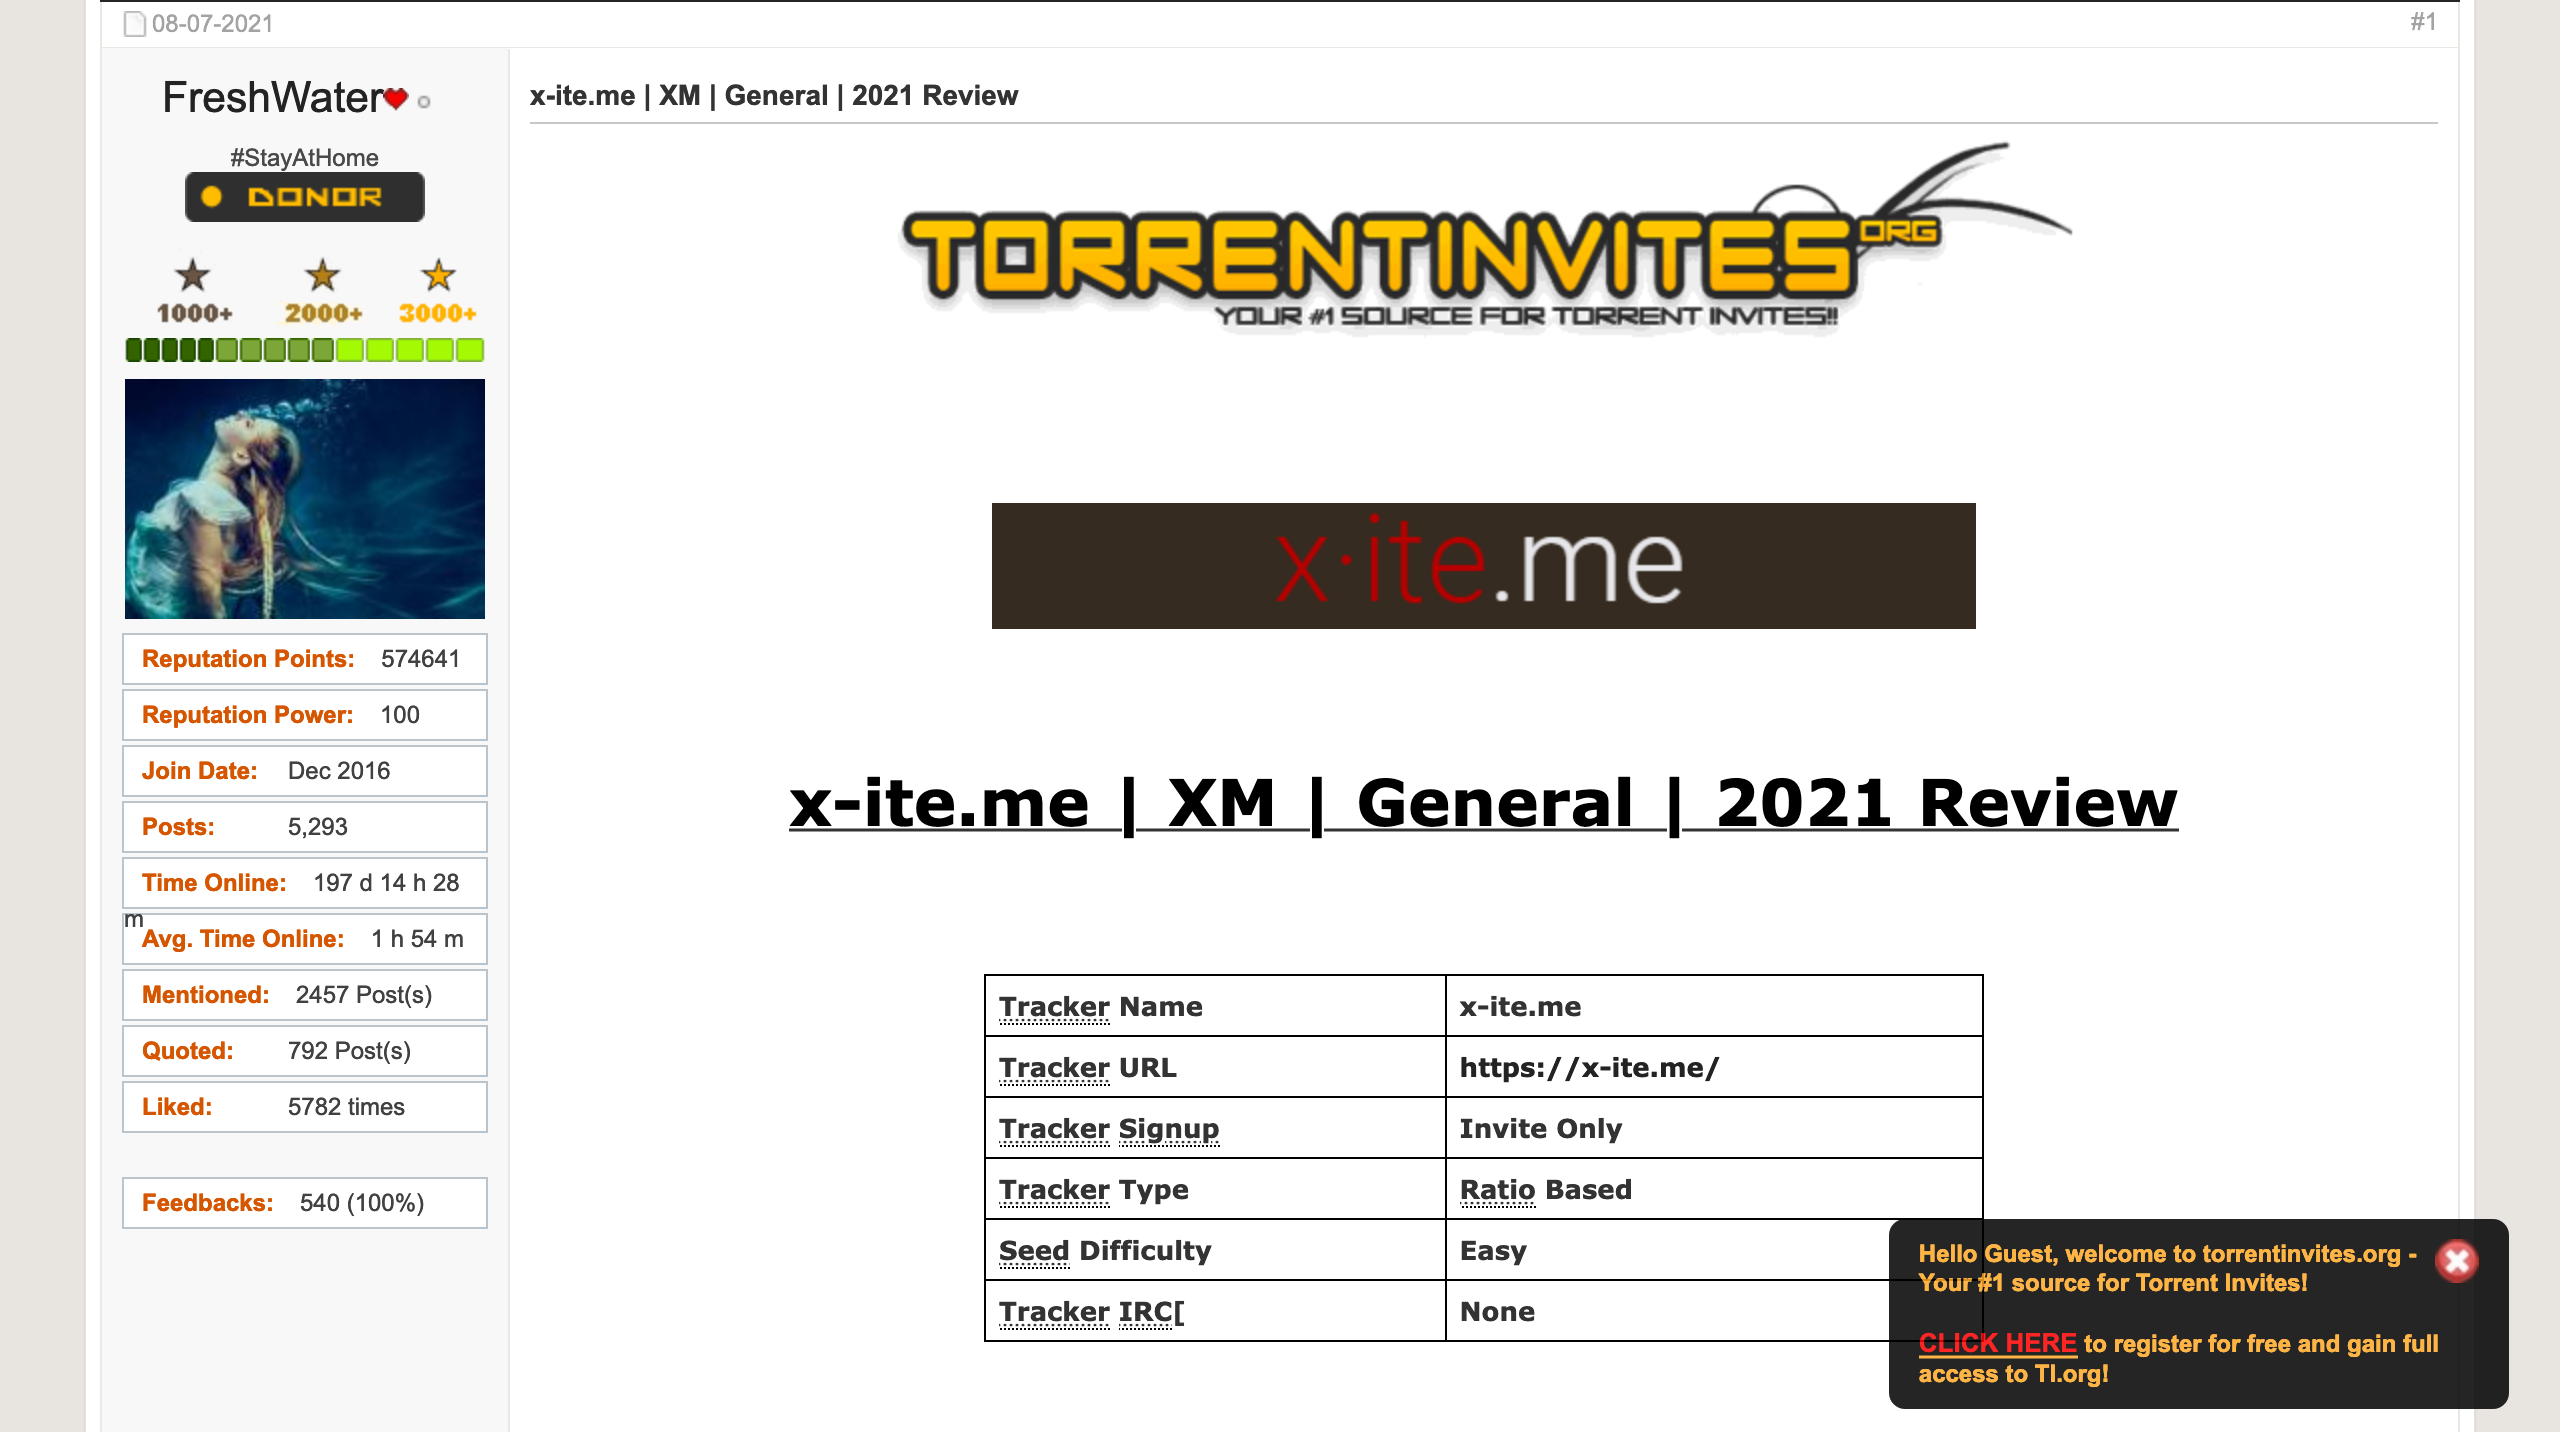 08-07-2021
#1
FreshWater
#StayAtHome
DONOR
1000+ 2000+ 3000+
Reputation Points: 574641
Reputation Power: 100
Join Date: Dec 2016
Posts: 5,293
Time Online: 197 d 14 h 28
m
Avg. Time Online: 1 h 54 m
Mentioned: 2457 Post(s)
Quoted: 792 Post(s)
Liked: 5782 times
Feedbacks: 540 (100%)
x-ite.me | XM | General | 2021 Review
TORRENTINVITES ORG
YOUR #1 SOURCE FOR TORRENT INVITES!!
x·ite.me
x-ite.me | XM | General | 2021 Review
Tracker Name x-ite.me
Tracker URL https://x-ite.me/
Tracker Signup Invite Only
Tracker Type Ratio Based
Seed Difficulty Easy
Tracker IRC[ None
Hello Guest, welcome to torrentinvites.org -
Your #1 source for Torrent Invites!
CLICK HERE to register for free and gain full
access to TI.org!